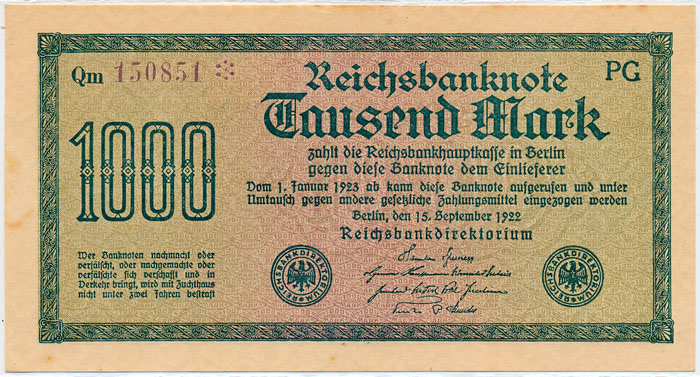 Qm 150851 *
PG
Reichsbanknote
Tausend Mark
zahlt die Reichsbankhauptkasse in Berlin
gegen diese Banknote dem Einlieferer
Vom 1. Januar 1923 ab kann diese Banknote aufgerufen und unter
Umtausch gegen andere gesetzliche Zahlungsmittel eingezogen werden
Berlin, den 15. September 1922
Reichsbankdirektorium
1000
Wer Banknoten nachmacht oder
verfälscht, oder nachgemachte oder
verfälschte sich verschafft und in
Verkehr bringt, wird mit Zuchthaus
nicht unter zwei Jahren bestraft
REICHSBANKDIREKTORIUM
REICHSBANKDIREKTORIUM